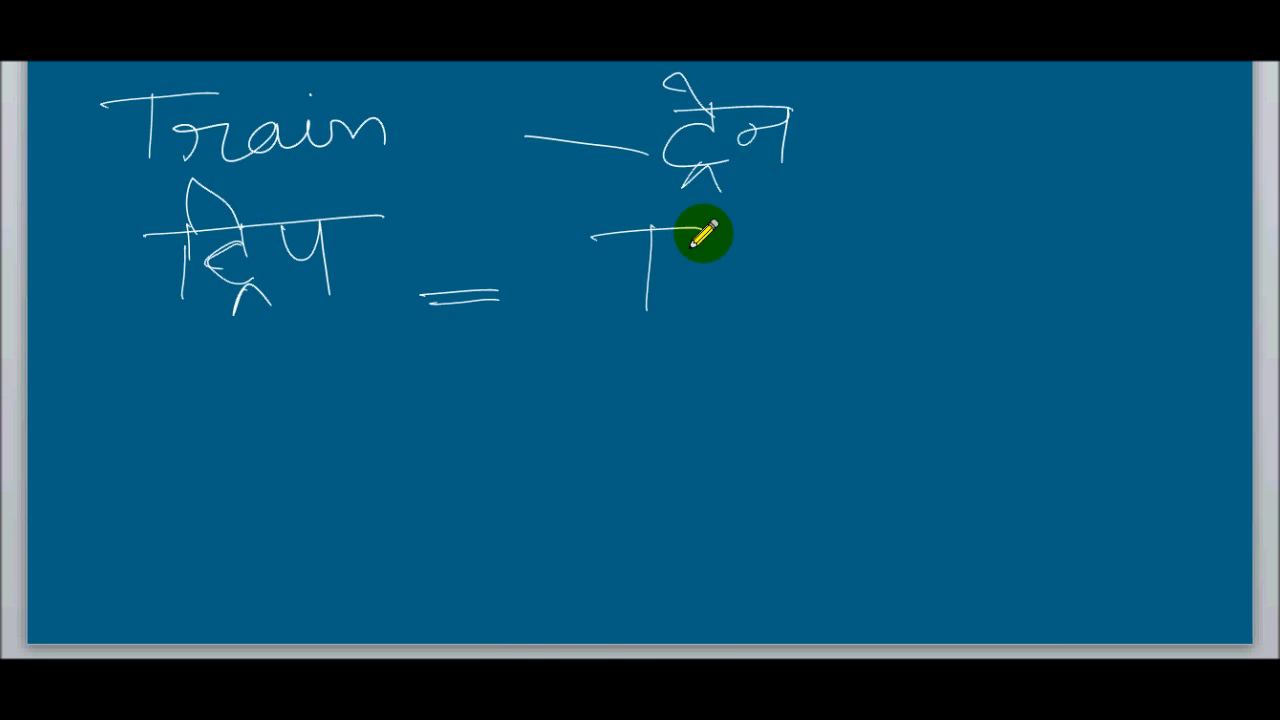 Train — ट्रेन
ट्रिप = T